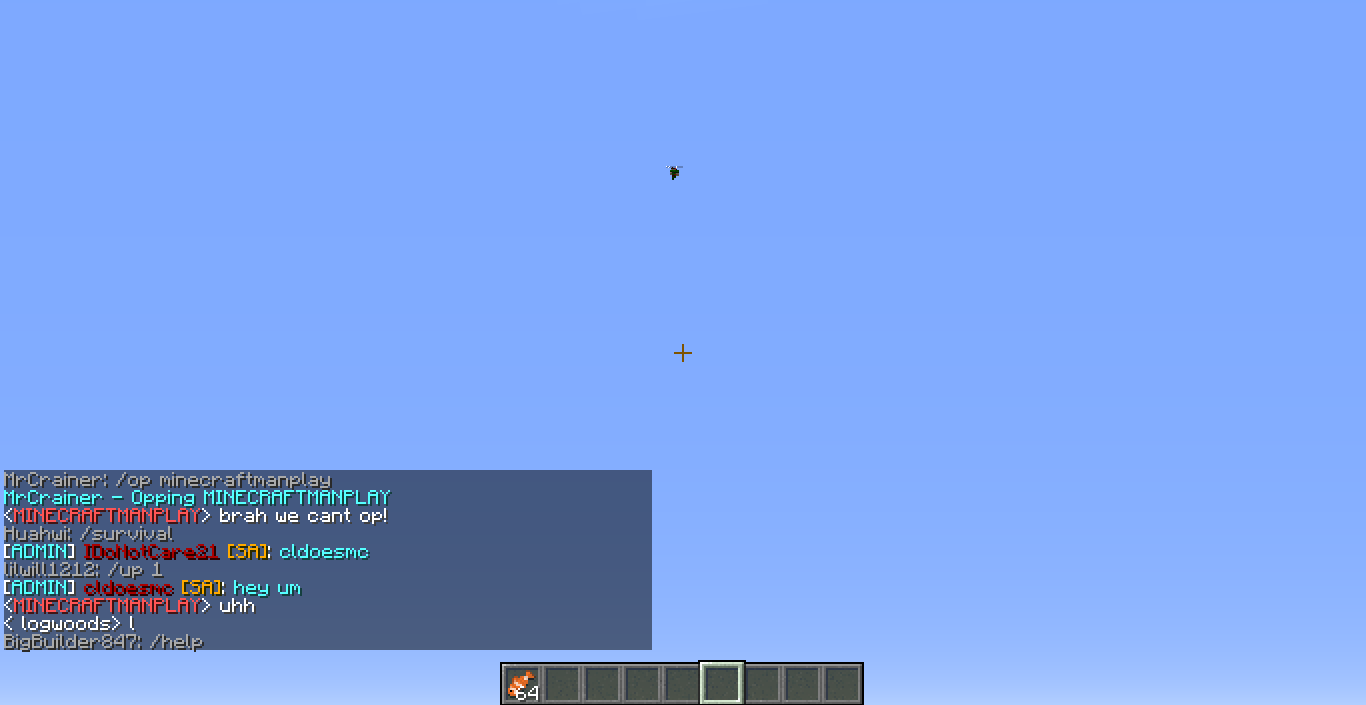 MrCrainer: /op minecraftmanplay
MrCrainer - Opping MINECRAFTMANPLAY
<MINECRAFTMANPLAY> brah we cant op!
Huahwi: /survival
[ADMIN] IDoNotCare21 [SA]: cldoesmc
lilwill1212: /up 1
[ADMIN] cldoesmc [SA]: hey um
<MINECRAFTMANPLAY> uhh
< logwoods> l
BigBuilder847: /help
64